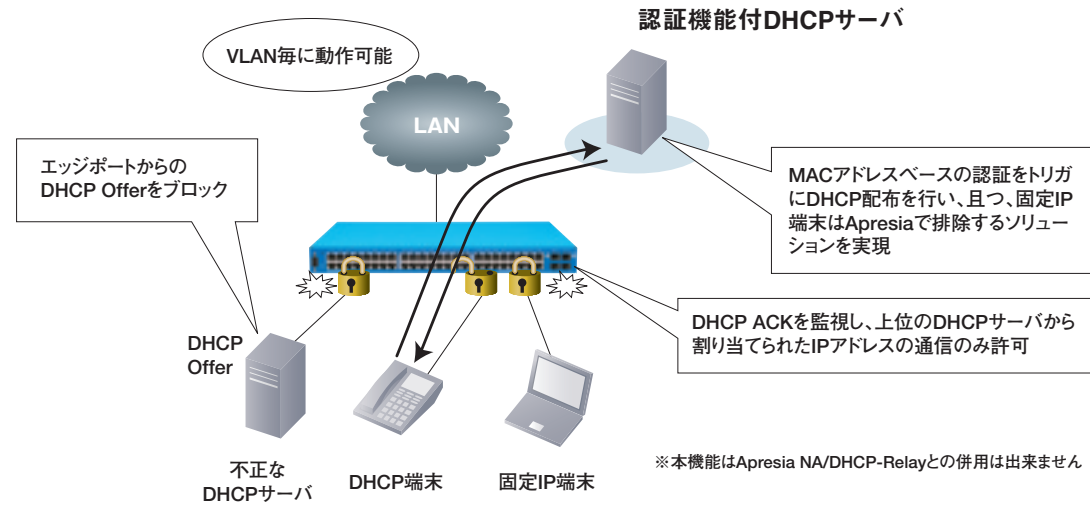 認証機能付DHCPサーバ
VLAN毎に動作可能
LAN
エッジポートからの
DHCP Offerをブロック
MACアドレスベースの認証をトリガ
にDHCP配布を行い、且つ、固定IP
端末はApresiaで排除するソリュー
ションを実現
DHCP ACKを監視し、上位のDHCPサーバから
割り当てられたIPアドレスの通信のみ許可
DHCP
Offer
不正な
DHCPサーバ
DHCP端末
固定IP端末
※本機能はApresia NA/DHCP-Relayとの併用は出来ません